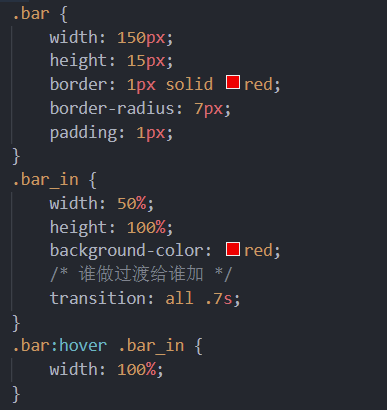 .bar {
    width: 150px;
    height: 15px;
    border: 1px solid red;
    border-radius: 7px;
    padding: 1px;
}
.bar_in {
    width: 50%;
    height: 100%;
    background-color: red;
    /* 谁做过渡给谁加 */
    transition: all .7s;
}
.bar:hover .bar_in {
    width: 100%;
}